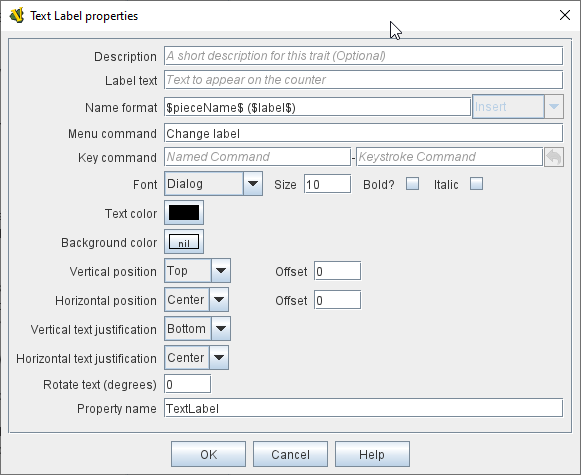 Text Label properties
Description A short description for this trait (Optional)
Label text Text to appear on the counter
Name format $pieceName$ ($label$) Insert
Menu command Change label
Key command Named Command - Keystroke Command
Font Dialog Size 10 Bold? Italic
Text color
Background color nil
Vertical position Top Offset 0
Horizontal position Center Offset 0
Vertical text justification Bottom
Horizontal text justification Center
Rotate text (degrees) 0
Property name TextLabel
OK Cancel Help